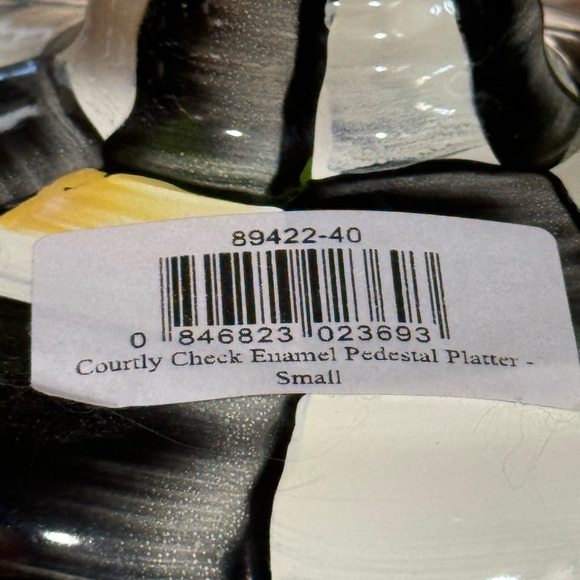 89422-40
0 846823 023693
Courtly Check Enamel Pedestal Platter -
Small